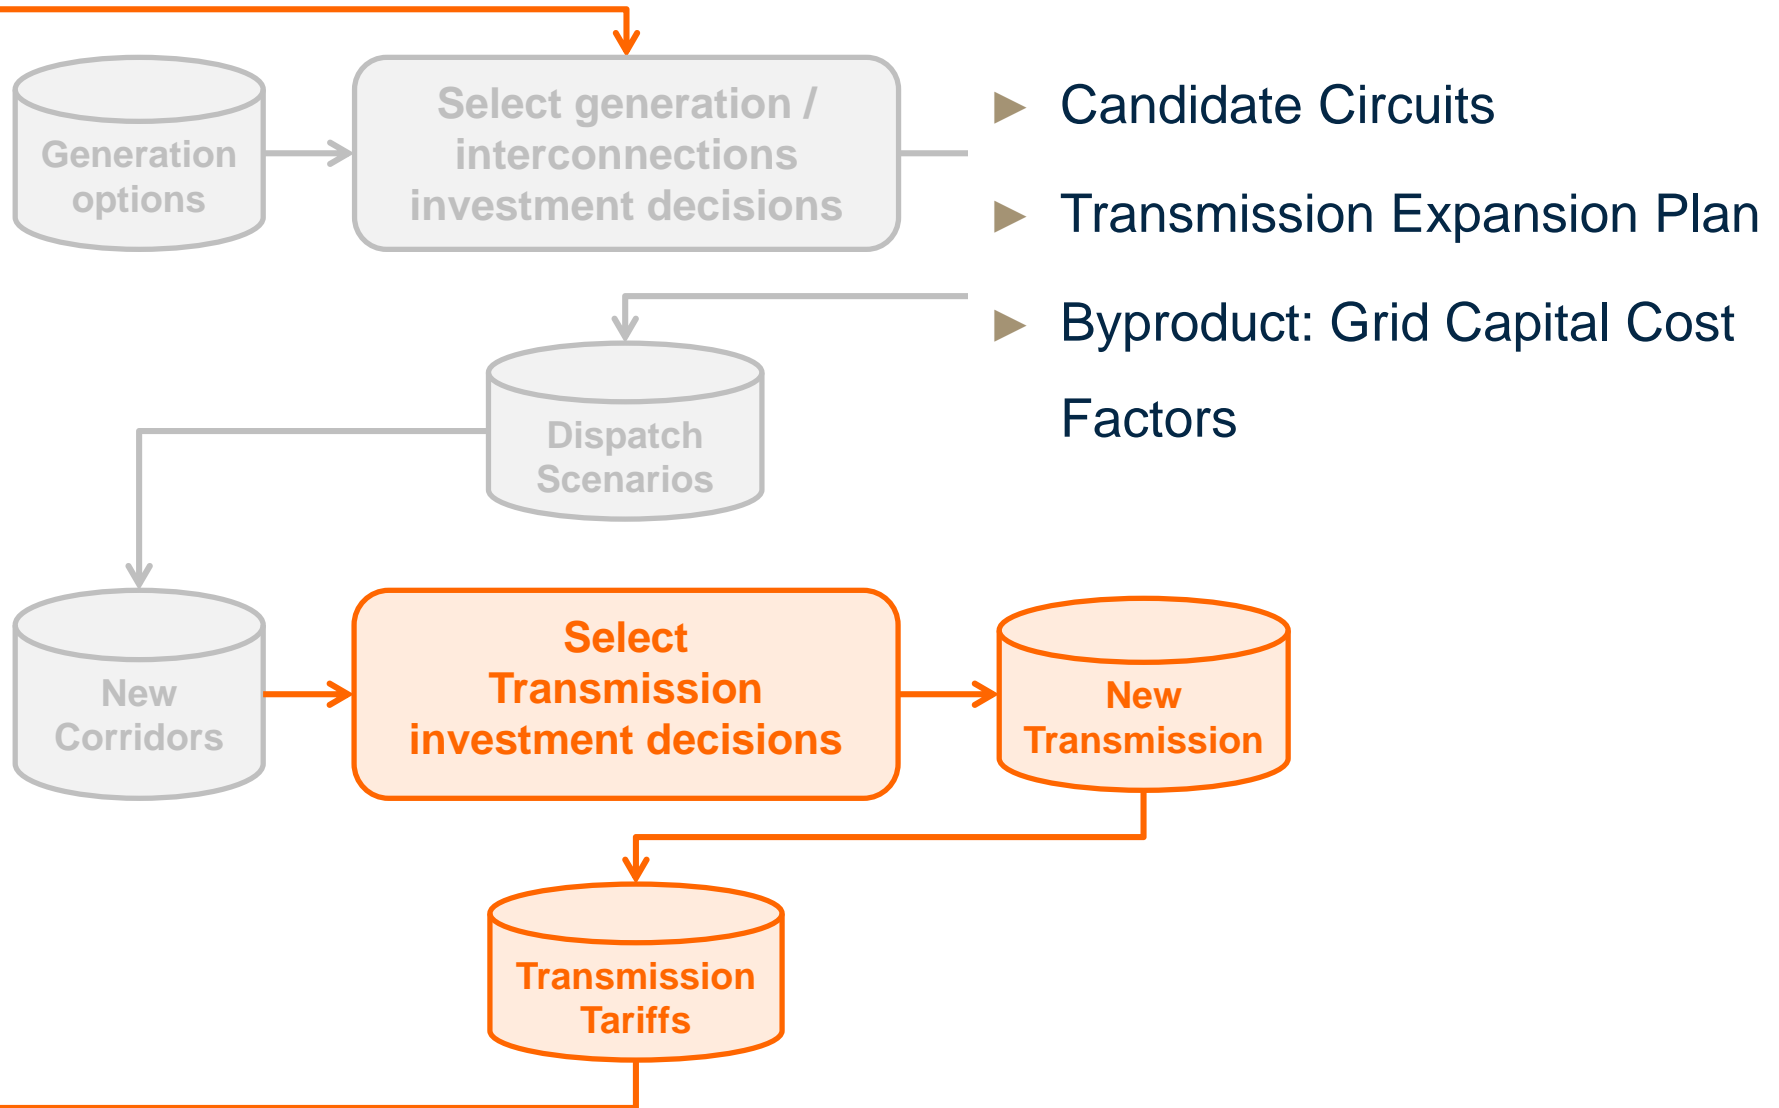 Generation
options
Select generation /
interconnections
investment decisions
► Candidate Circuits
► Transmission Expansion Plan
► Byproduct: Grid Capital Cost
Factors
Dispatch
Scenarios
New
Corridors
Select
Transmission
investment decisions
New
Transmission
Transmission
Tariffs